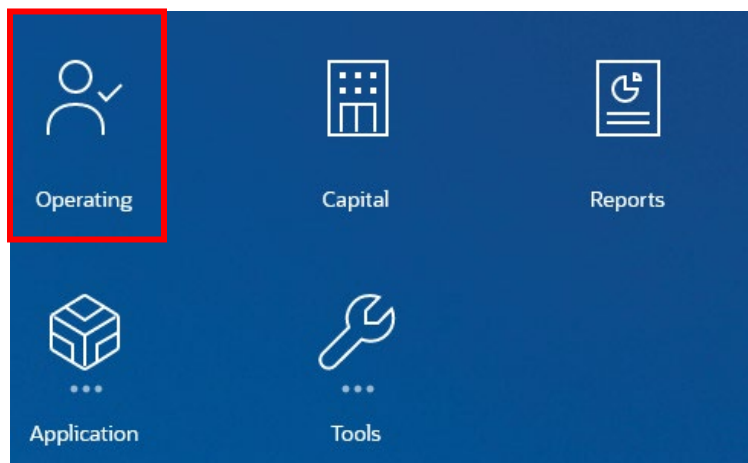 Operating
Capital
Reports
Application
Tools